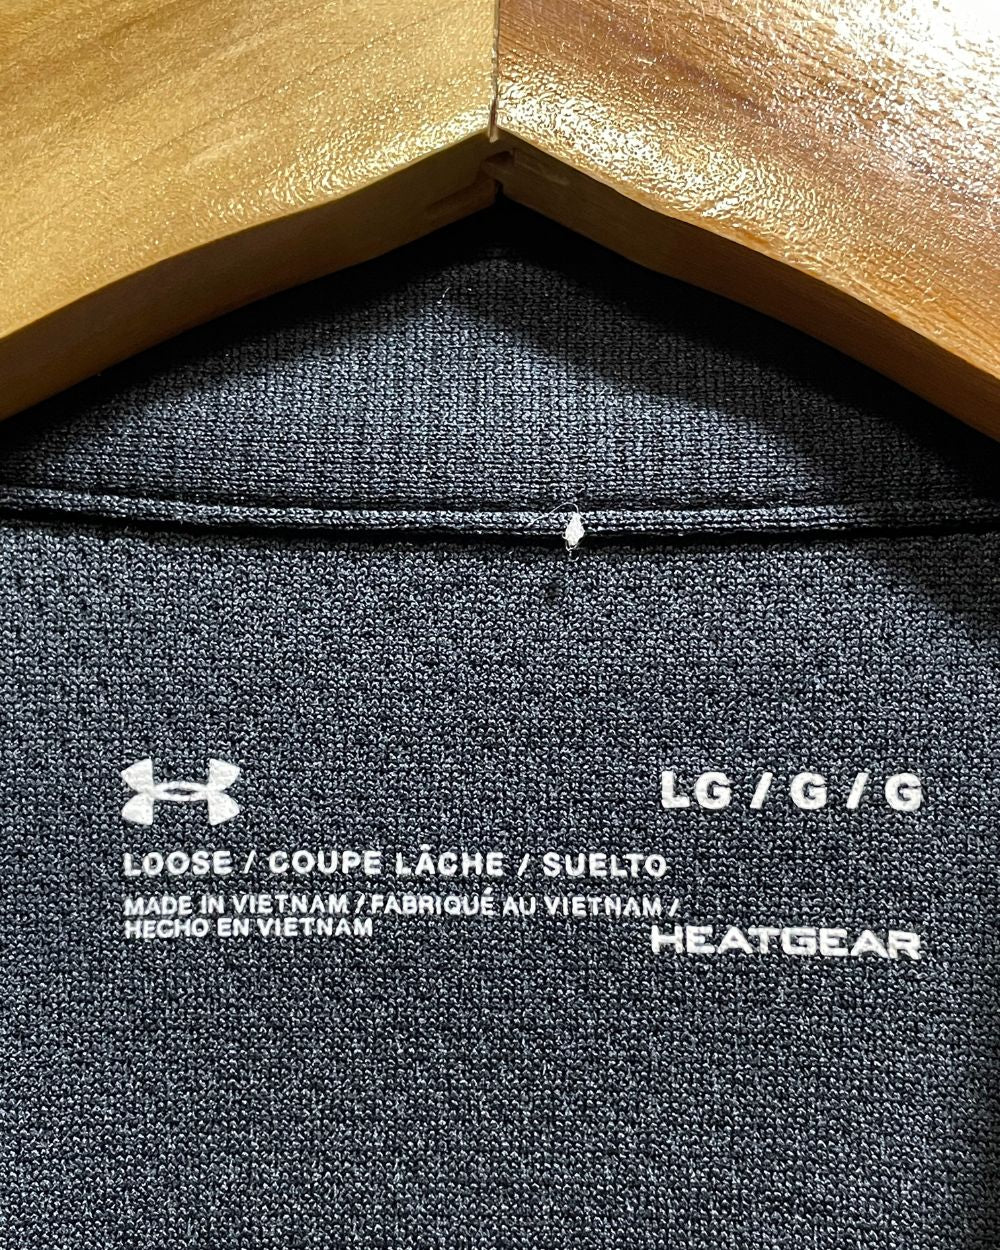 LG / G / G
LOOSE / COUPE LÂCHE / SUELTO
MADE IN VIETNAM / FABRIQUÉ AU VIETNAM /
HECHO EN VIETNAM
HEATGEAR